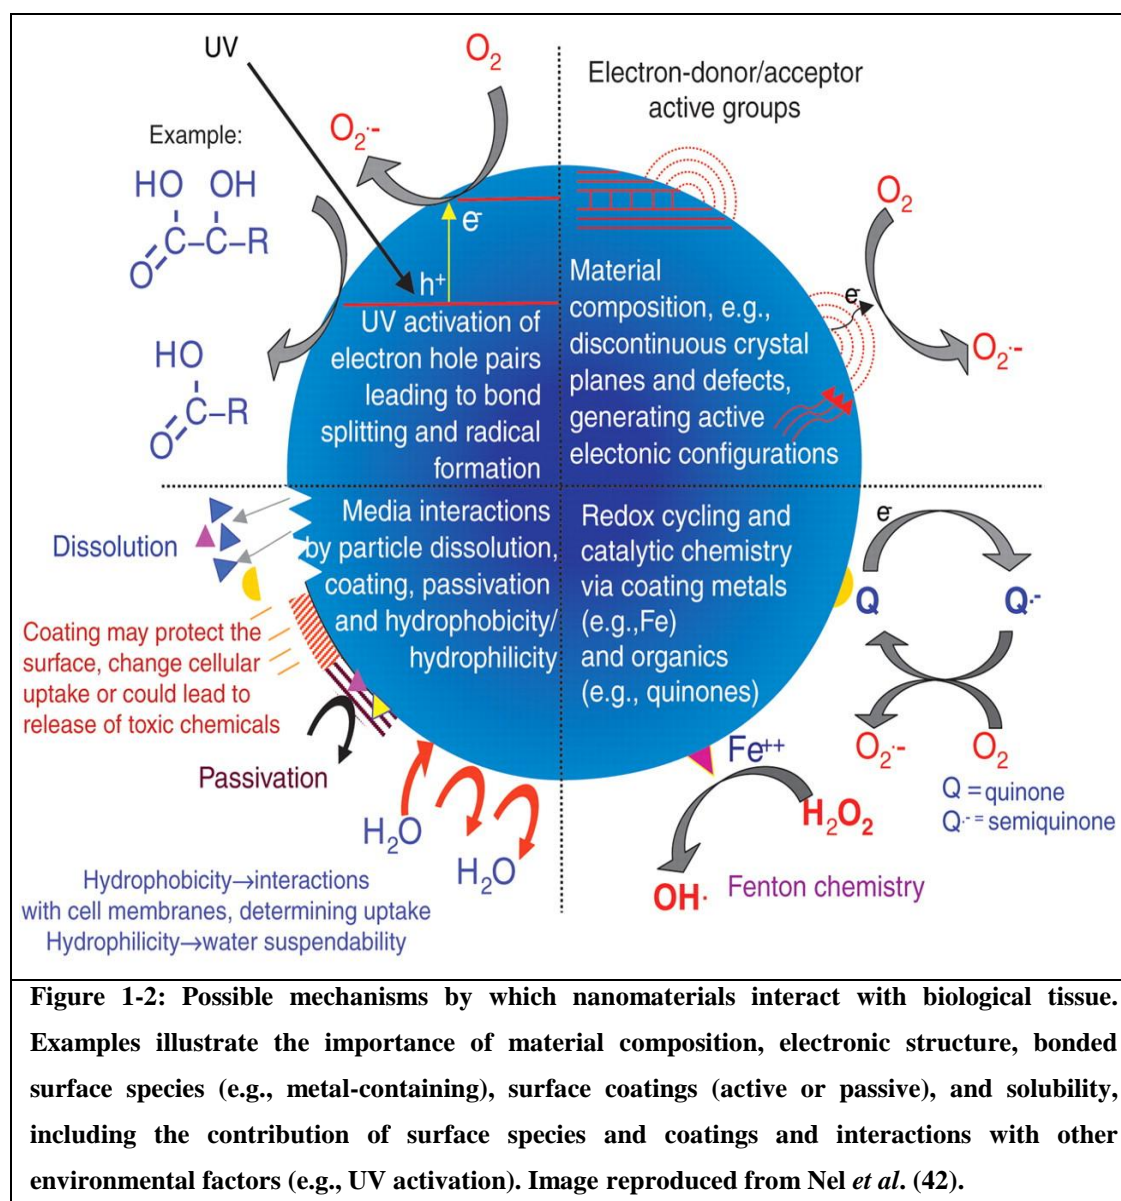 UV
O2
O2·-
Example:
HO OH
O=C–C–R
HO
O=C–R
e-
h+
UV activation of
electron hole pairs
leading to bond
splitting and radical
formation
Electron-donor/acceptor
active groups
Material
composition, e.g.,
discontinuous crystal
planes and defects,
generating active
electonic configurations
O2
e-
O2·-
Dissolution
Coating may protect the
surface, change cellular
uptake or could lead to
release of toxic chemicals
Passivation
Media interactions
by particle dissolution,
coating, passivation
and hydrophobicity/
hydrophilicity
H2O
H2O
Hydrophobicity→interactions
with cell membranes, determining uptake
Hydrophilicity→water suspendability
Redox cycling and
catalytic chemistry
via coating metals
(e.g.,Fe)
and organics
(e.g., quinones)
e-
Q
Q·-
O2·-
O2
Q = quinone
Q·- = semiquinone
Fe++
H2O2
OH·
Fenton chemistry
Figure 1-2: Possible mechanisms by which nanomaterials interact with biological tissue.
Examples illustrate the importance of material composition, electronic structure, bonded
surface species (e.g., metal-containing), surface coatings (active or passive), and solubility,
including the contribution of surface species and coatings and interactions with other
environmental factors (e.g., UV activation). Image reproduced from Nel et al. (42).